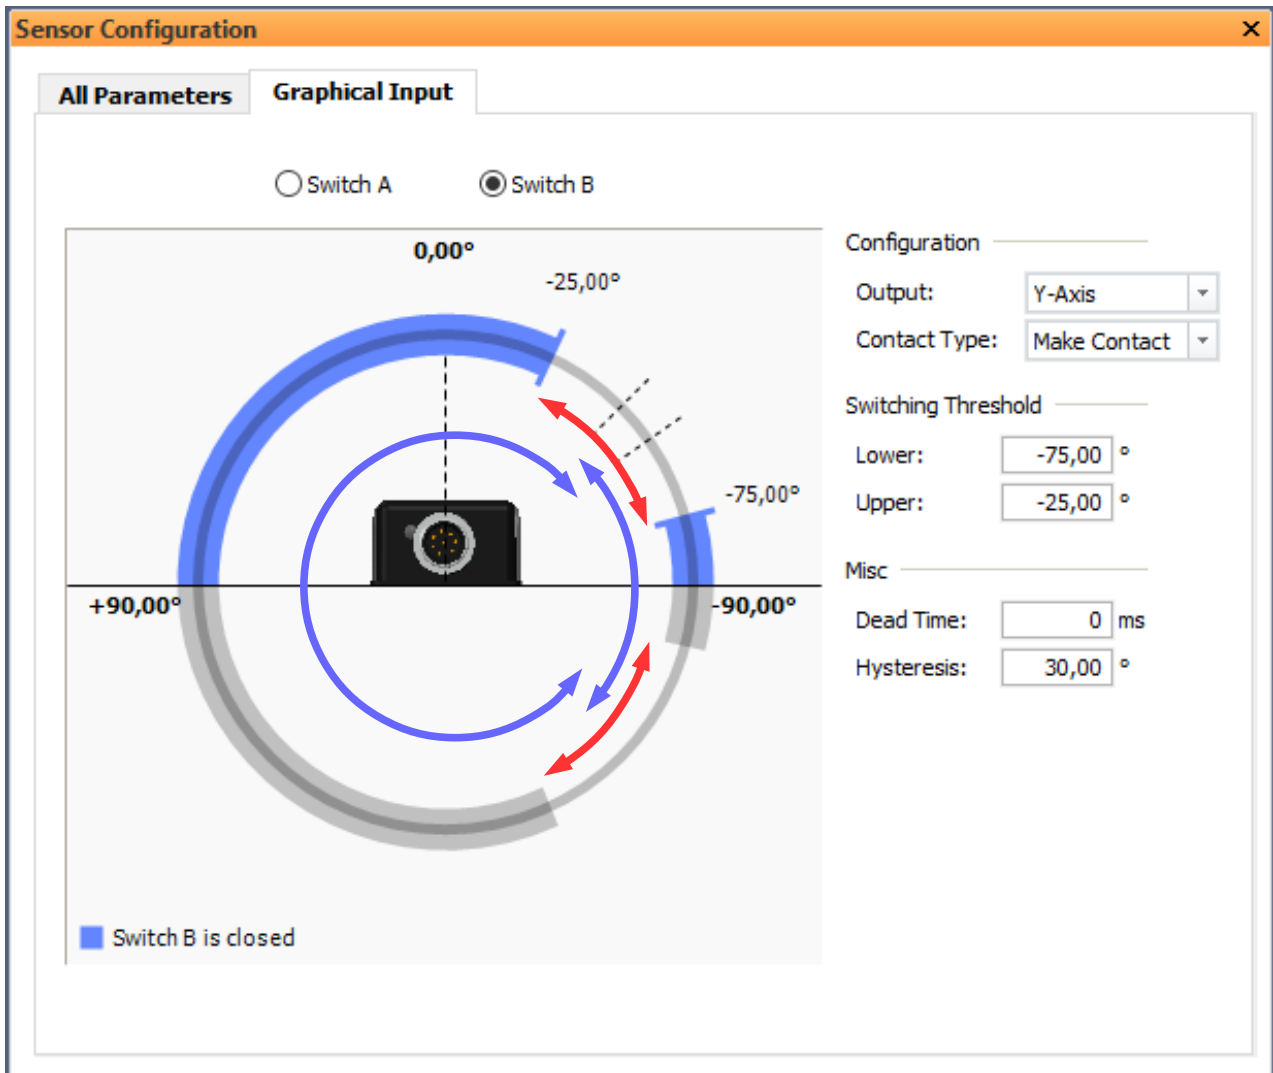 Sensor Configuration
All Parameters
Graphical Input
Switch A
Switch B
0,00°
-25,00°
-75,00°
+90,00°
-90,00°
Switch B is closed
Configuration
Output: Y-Axis
Contact Type: Make Contact
Switching Threshold
Lower: -75,00 °
Upper: -25,00 °
Misc
Dead Time: 0 ms
Hysteresis: 30,00 °